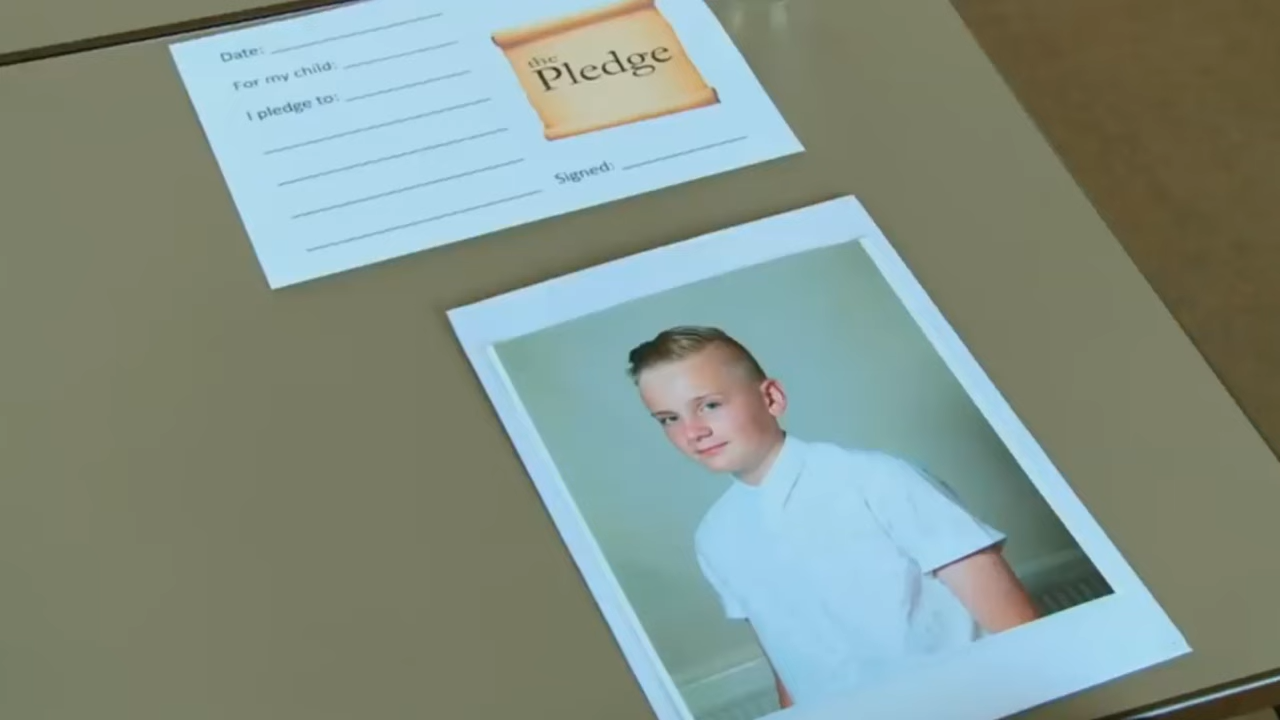 Date:
For my child:
I pledge to:
the
Pledge
Signed: